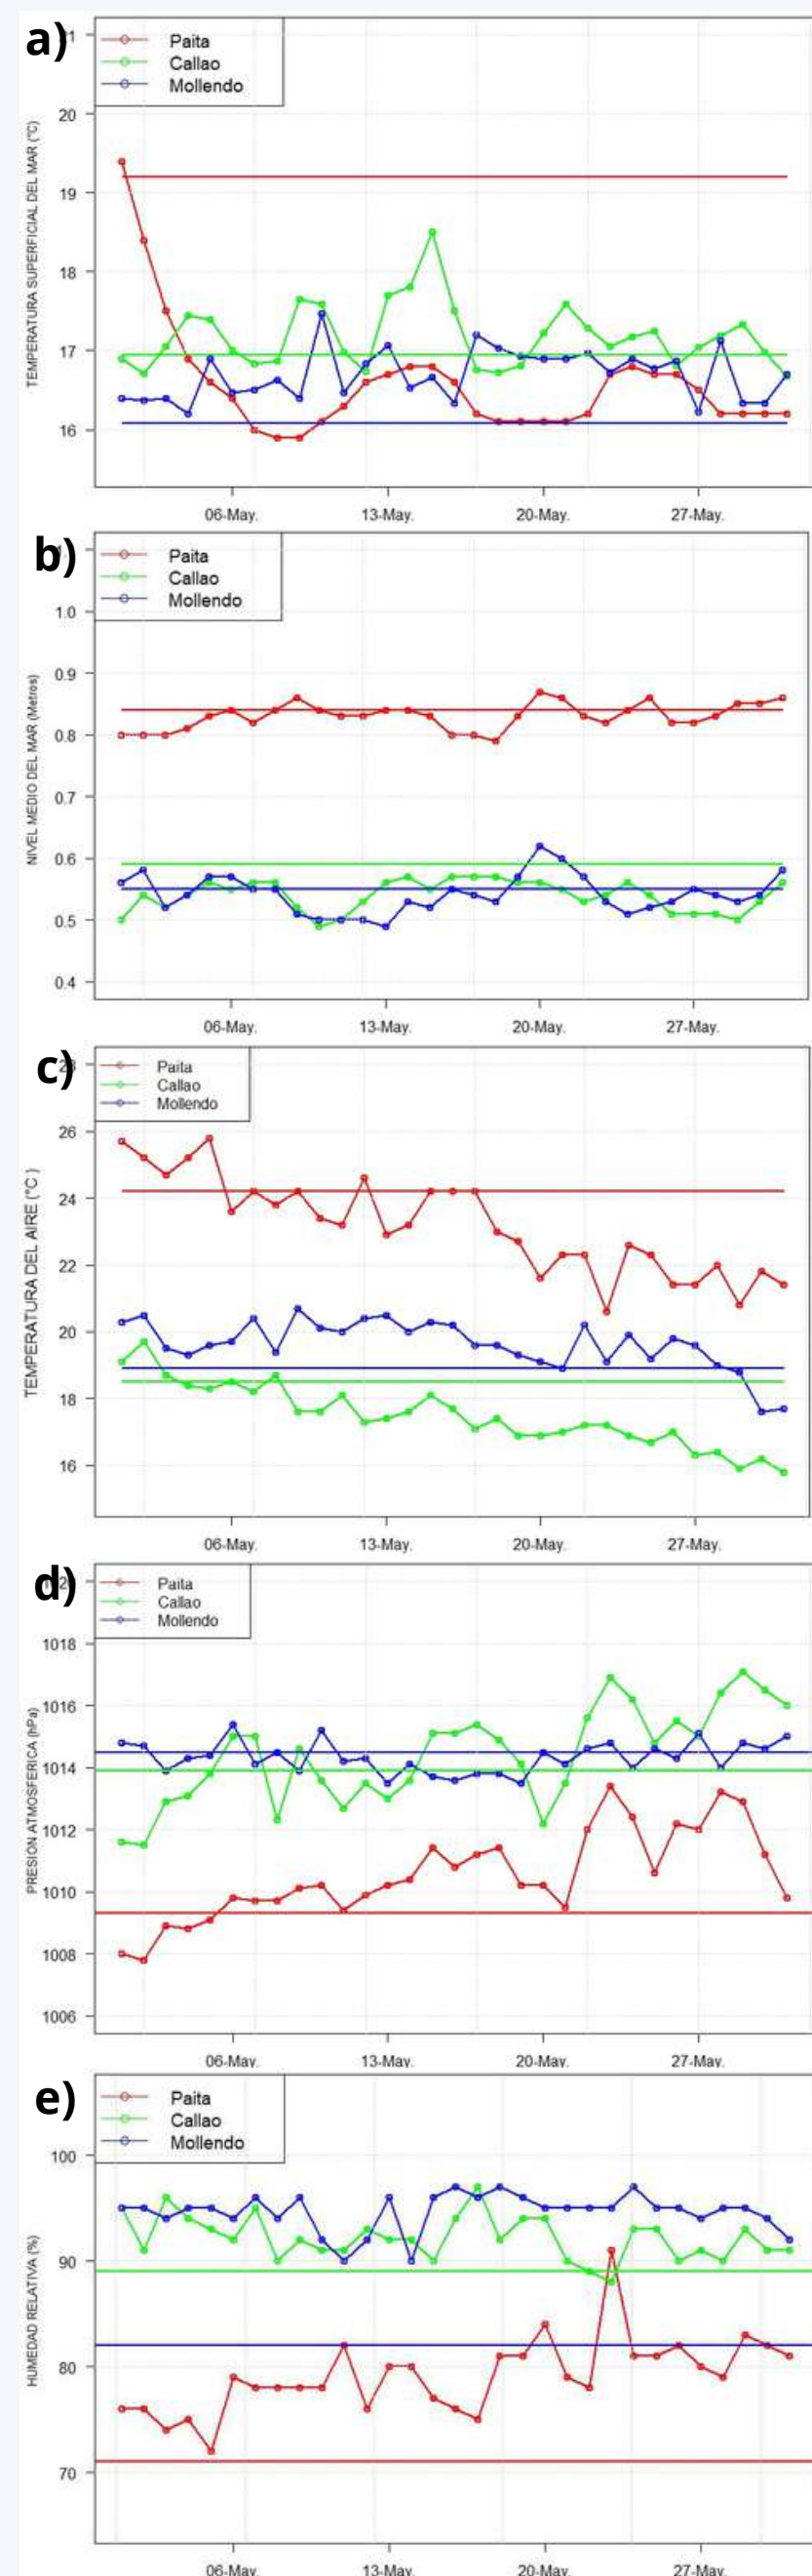 a)
Paita
Callao
Mollendo
TEMPERATURA SUPERFICIAL DEL MAR (°C)
20
19
18
17
16
06-May.
13-May.
20-May.
27-May.
b)
Paita
Callao
Mollendo
NIVEL MEDIO DEL MAR (Metros)
1.0
0.9
0.8
0.7
0.6
0.5
0.4
06-May.
13-May.
20-May.
27-May.
c)
Paita
Callao
Mollendo
TEMPERATURA DEL AIRE (°C )
26
24
22
20
18
16
06-May.
13-May.
20-May.
27-May.
d)
Paita
Callao
Mollendo
PRESIÓN ATMOSFERICA (hPa)
1018
1016
1014
1012
1010
1008
1006
06-May.
13-May.
20-May.
27-May.
e)
Paita
Callao
Mollendo
HUMEDAD RELATIVA (%)
100
90
80
70
06-May.
13-May.
20-May.
27-May.